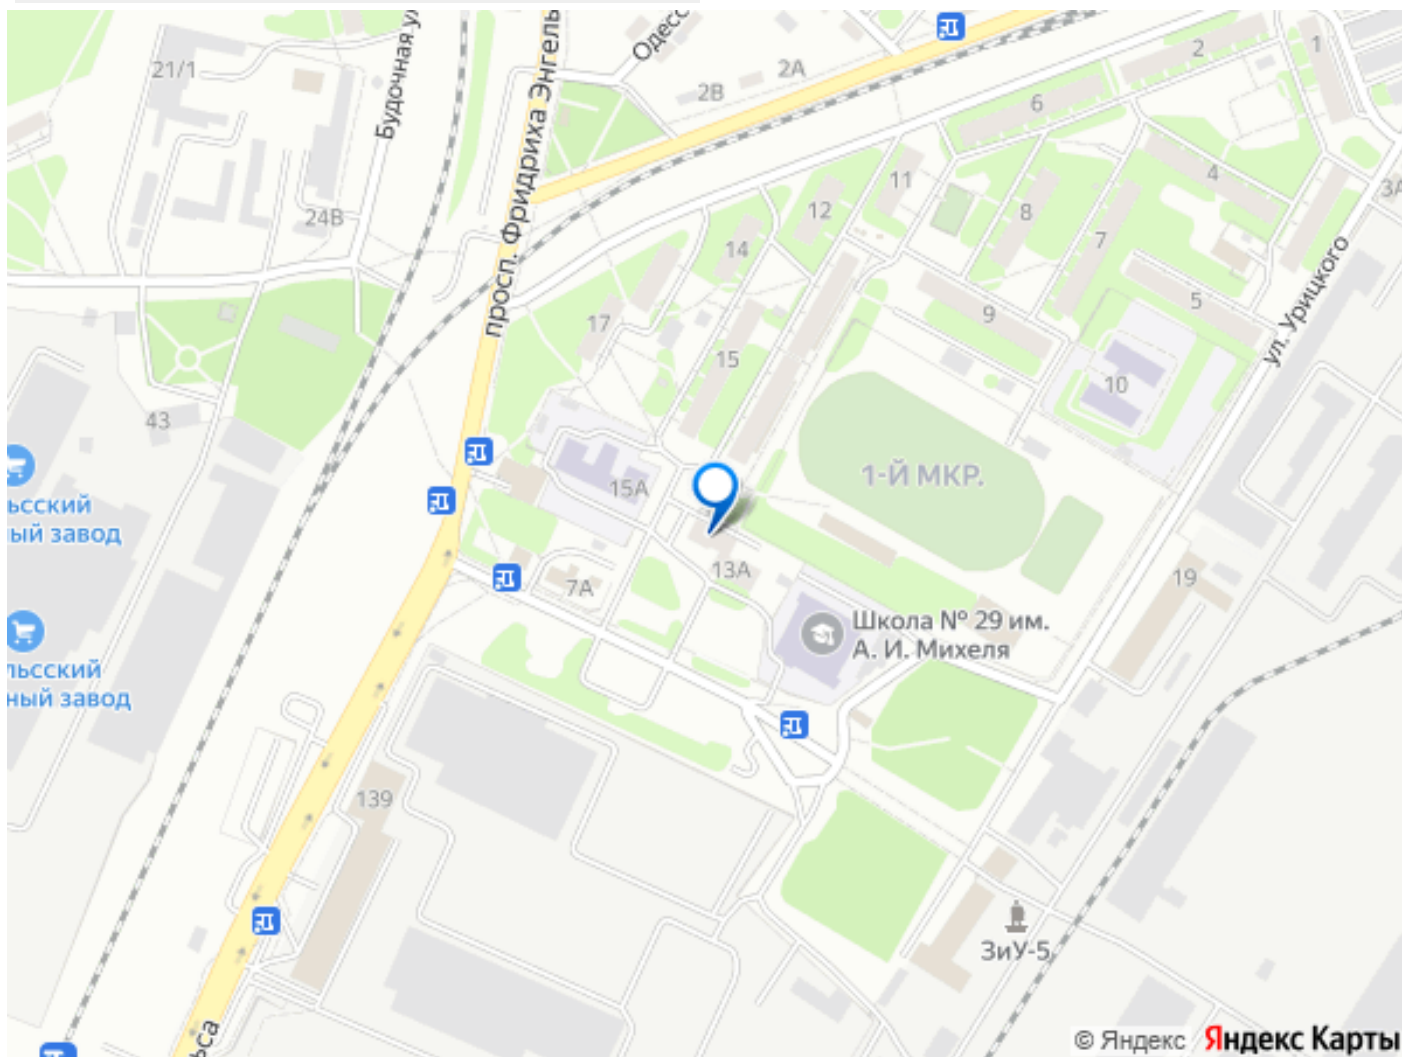 21/1
Будочная у
просп. Фридриха Энгель
Одесс
2А
2В
2
1
6
4
3А
11
8
12
7
24В
14
5
9
17
ул. Урицкого
15
10
43
1-Й МКР.
15А
ьсский
ый завод
13А
7А
19
Школа № 29 им.
А. И. Михеля
льсский
ный завод
139
ЗиУ-5
ьса
© Яндекс Яндекс Карты